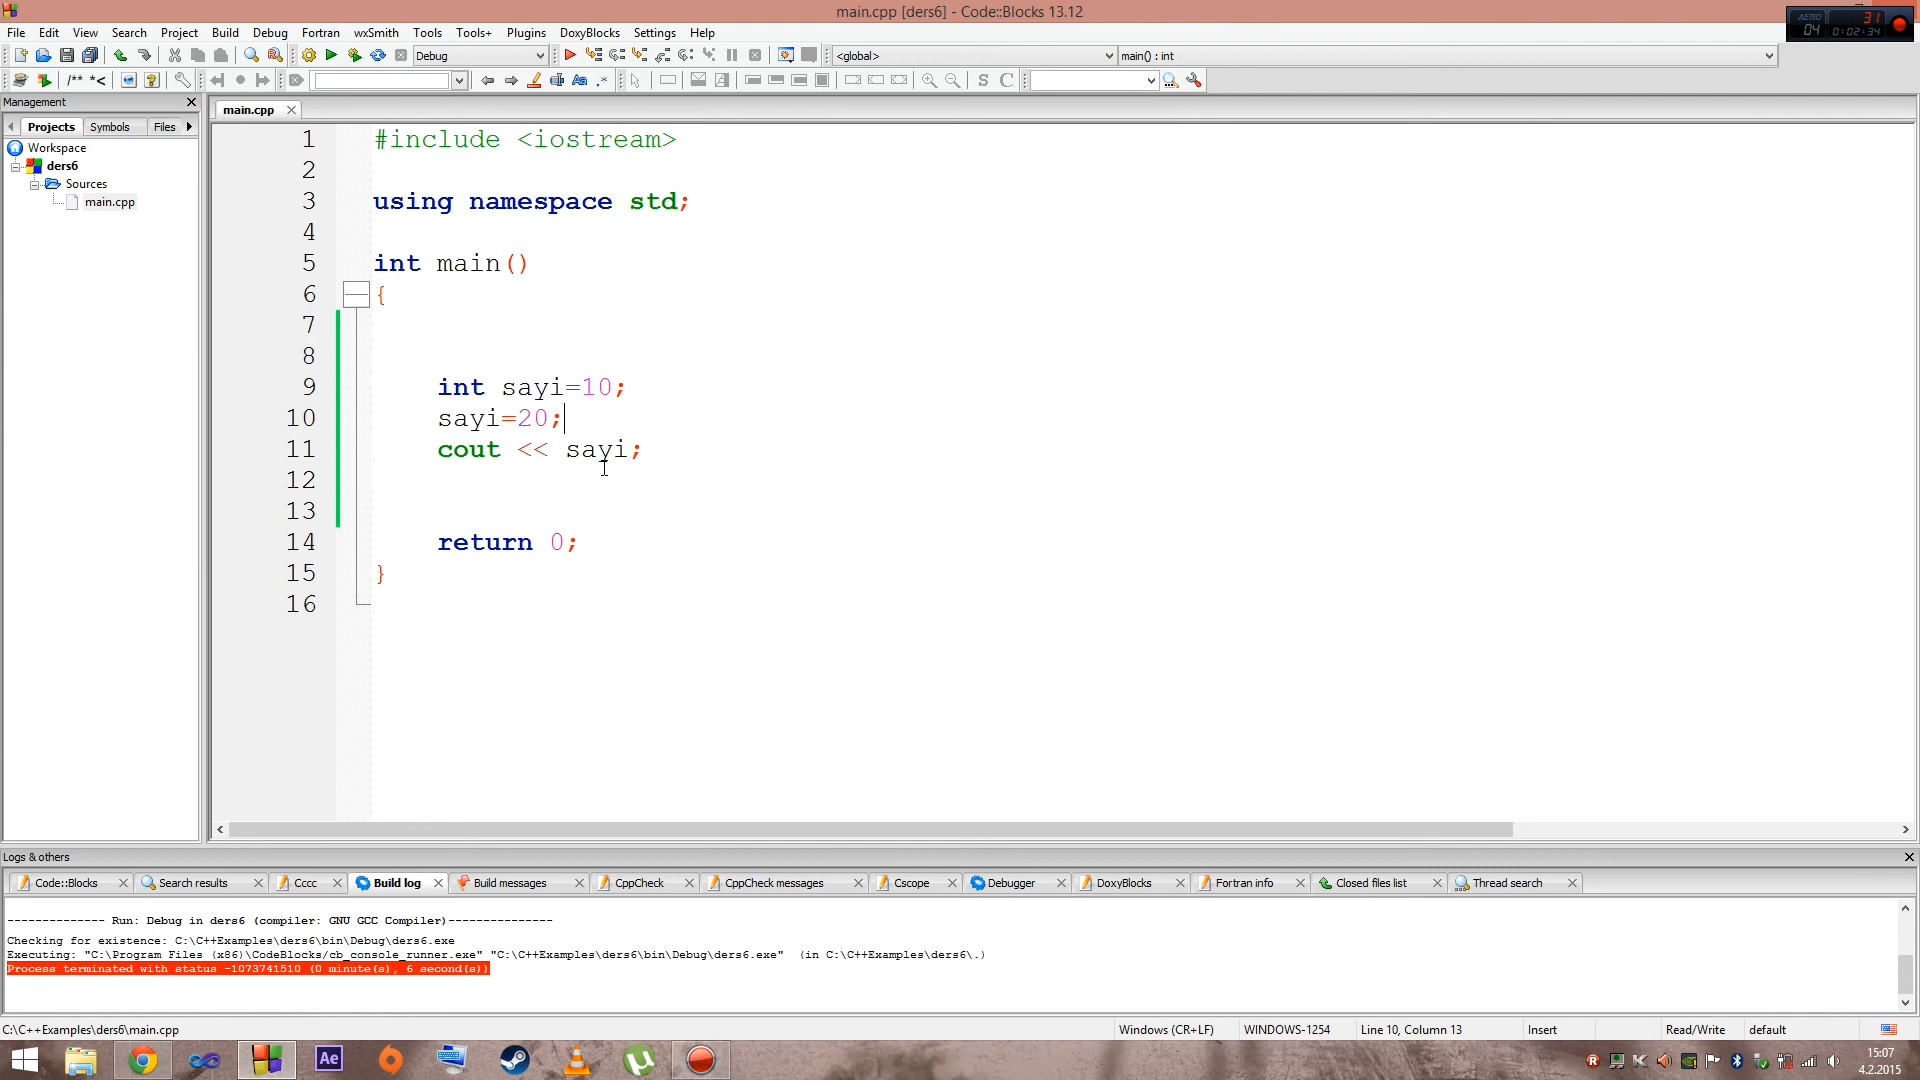 main.cpp [ders6] - Code::Blocks 13.12
AERO 04 31 0:02:34
File Edit View Search Project Build Debug Fortran wxSmith Tools Tools+ Plugins DoxyBlocks Settings Help
Debug <global> main() : int
/** *< S C
Management
Projects Symbols Files
Workspace
ders6
Sources
main.cpp
main.cpp
1 #include <iostream>
2
3 using namespace std;
4
5 int main()
6 {
7
8
9 int sayi=10;
10 sayi=20;
11 cout << sayi;
12
13
14 return 0;
15 }
16
Logs & others
Code::Blocks Search results Cccc Build log Build messages CppCheck CppCheck messages Cscope Debugger DoxyBlocks Fortran info Closed files list Thread search
-------------- Run: Debug in ders6 (compiler: GNU GCC Compiler)---------------
Checking for existence: C:\C++Examples\ders6\bin\Debug\ders6.exe
Executing: "C:\Program Files (x86)\CodeBlocks/cb_console_runner.exe" "C:\C++Examples\ders6\bin\Debug\ders6.exe"  (in C:\C++Examples\ders6\.)
Process terminated with status -1073741510 (0 minute(s), 6 second(s))
C:\C++Examples\ders6\main.cpp Windows (CR+LF) WINDOWS-1254 Line 10, Column 13 Insert Read/Write default
Ae
15:07
4.2.2015